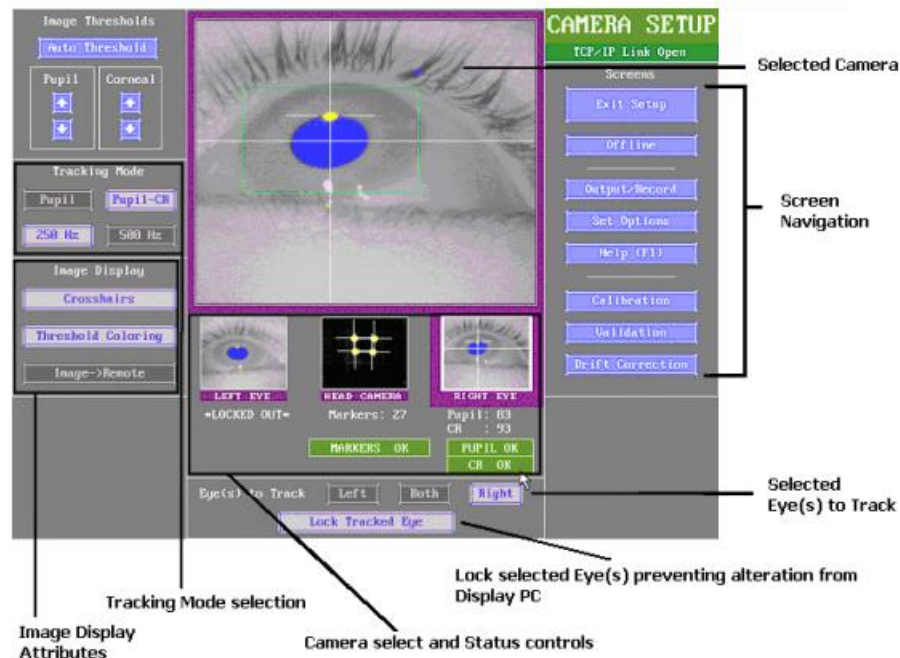 Image Thresholds
Auto Threshold
Pupil
Corneal
Tracking Mode
Pupil
Pupil-CR
250 Hz
500 Hz
Image Display
Crosshairs
Threshold Coloring
Image->Remote
LEFT EYE
*LOCKED OUT*
HEAD CAMERA
Markers: 27
MARKERS OK
RIGHT EYE
Pupil: 83
CR : 93
PUPIL OK
CR OK
Eye(s) to Track
Left
Both
Right
Lock Tracked Eye
CAMERA SETUP
TCP/IP Link Open
Screens
Exit Setup
Offline
Output/Record
Set Options
Help (F1)
Calibration
Validation
Drift Correction
Selected Camera
Screen
Navigation
Selected
Eye(s) to Track
Lock selected Eye(s) preventing alteration from
Display PC
Tracking Mode selection
Image Display
Attributes
Camera select and Status controls